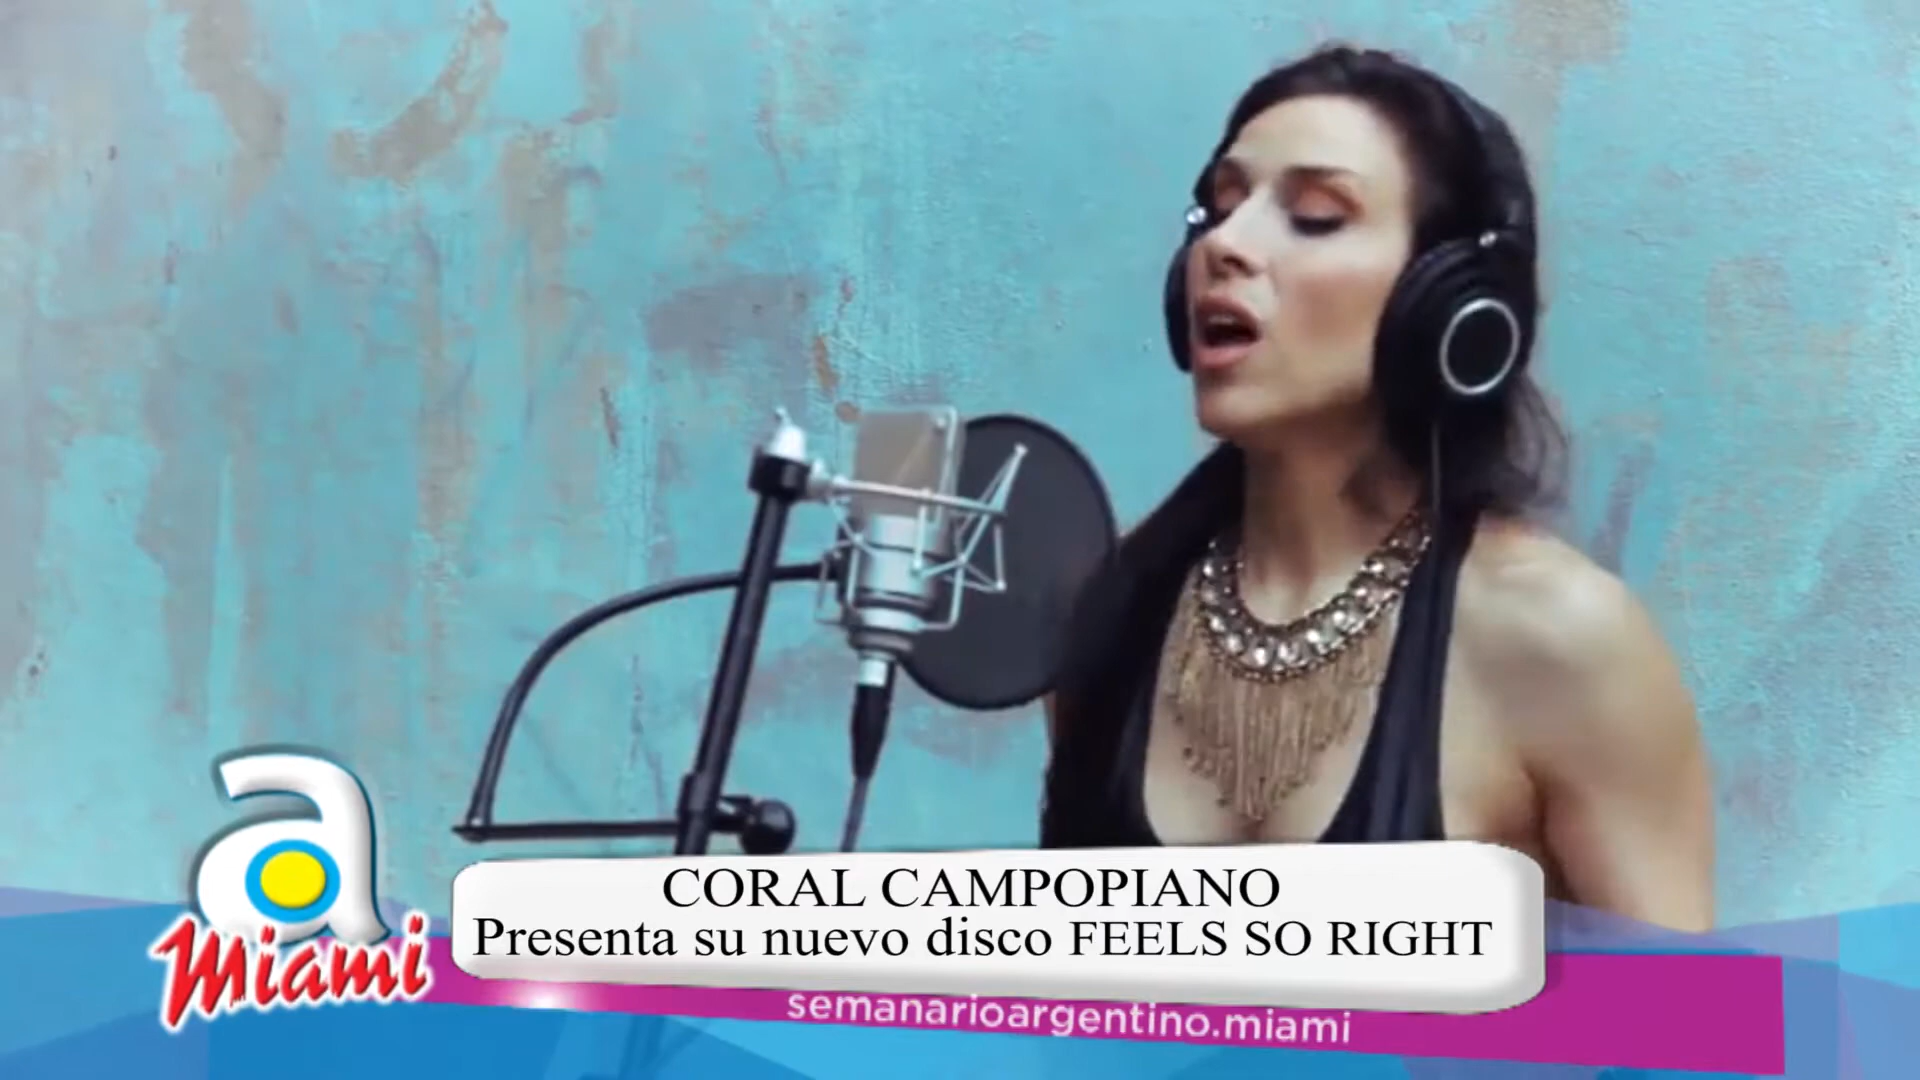 CORAL CAMPOPIANO
Presenta su nuevo disco FEELS SO RIGHT
a
Miami
semanarioargentino.miami